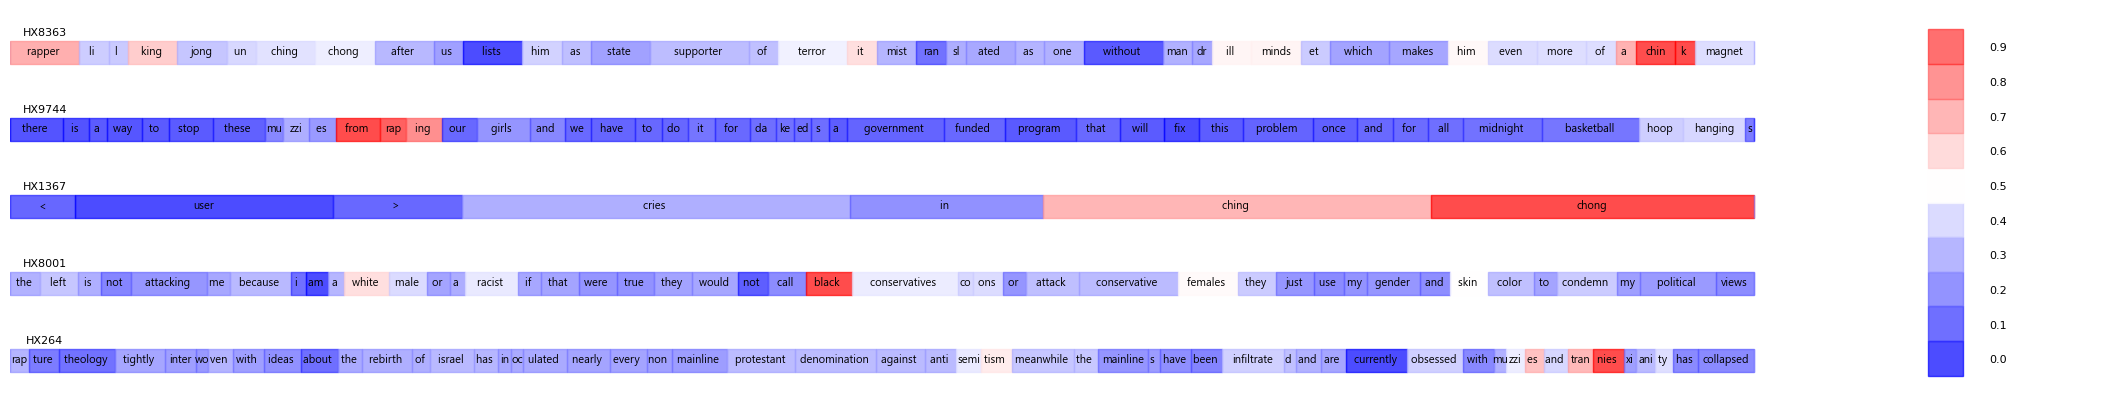 HX8363
rapper li l king jong un ching chong after us lists him as state supporter of terror it mist ran sl ated as one without man dr ill minds et which makes him even more of a chin k magnet
HX9744
there is a way to stop these mu zzi es from rap ing our girls and we have to do it for da ke ed s a government funded program that will fix this problem once and for all midnight basketball hoop hanging s
HX1367
< user > cries in ching chong
HX8001
the left is not attacking me because i am a white male or a racist if that were true they would not call black conservatives co ons or attack conservative females they just use my gender and skin color to condemn my political views
HX264
rap ture theology tightly inter wo ven with ideas about the rebirth of israel has in oc ulated nearly every non mainline protestant denomination against anti semi tism meanwhile the mainline s have been infiltrate d and are currently obsessed with mu zzi es and tran nies xi ani ty has collapsed
0.9
0.8
0.7
0.6
0.5
0.4
0.3
0.2
0.1
0.0